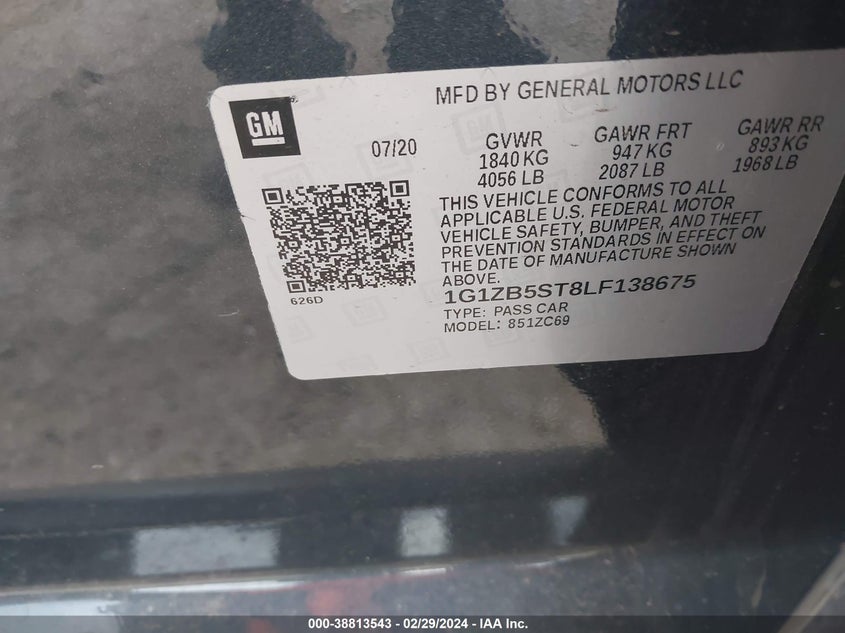 MFD BY GENERAL MOTORS LLC
GM
07/20
GVWR
1840 KG
4056 LB
GAWR FRT
947 KG
2087 LB
GAWR RR
893 KG
1968 LB
THIS VEHICLE CONFORMS TO ALL
APPLICABLE U.S. FEDERAL MOTOR
VEHICLE SAFETY, BUMPER, AND THEFT
PREVENTION STANDARDS IN EFFECT ON
THE DATE OF MANUFACTURE SHOWN
ABOVE.
626D
1G1ZB5ST8LF138675
TYPE: PASS CAR
MODEL: 851ZC69
000-38813543 - 02/29/2024 - IAA Inc.